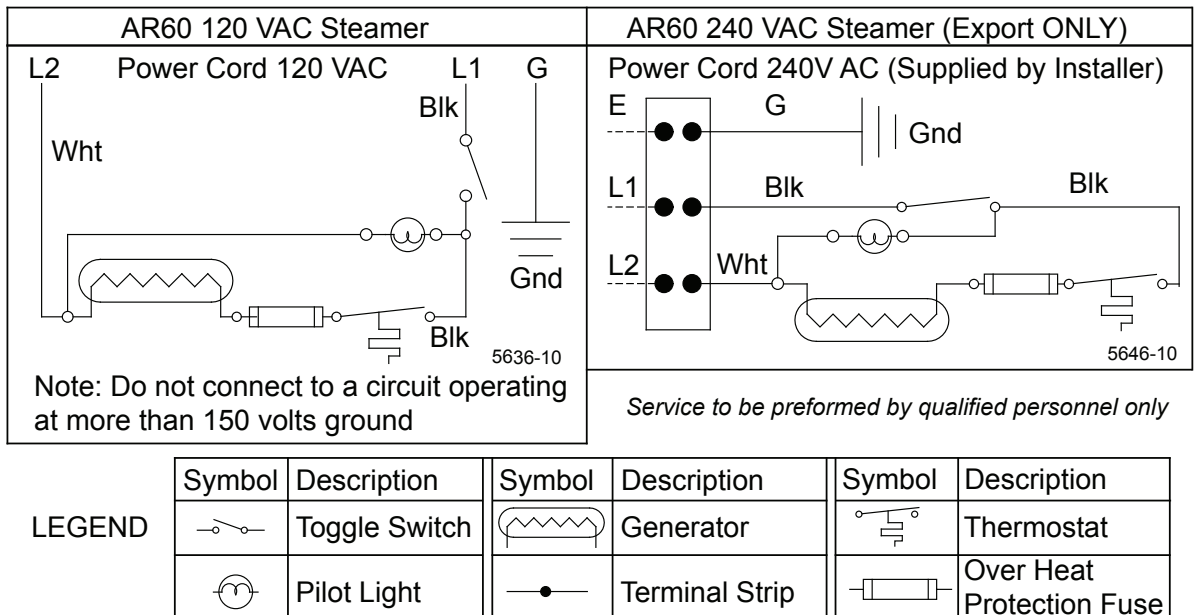 AR60 120 VAC Steamer
L2 Power Cord 120 VAC L1 G
Blk
Wht
Gnd
Blk
5636-10
Note: Do not connect to a circuit operating
at more than 150 volts ground
AR60 240 VAC Steamer (Export ONLY)
Power Cord 240V AC (Supplied by Installer)
E G
Gnd
L1 Blk Blk
L2 Wht
5646-10
Service to be preformed by qualified personnel only
LEGEND
Symbol Description Symbol Description Symbol Description
Toggle Switch Generator Thermostat
Pilot Light Terminal Strip Over Heat
Protection Fuse